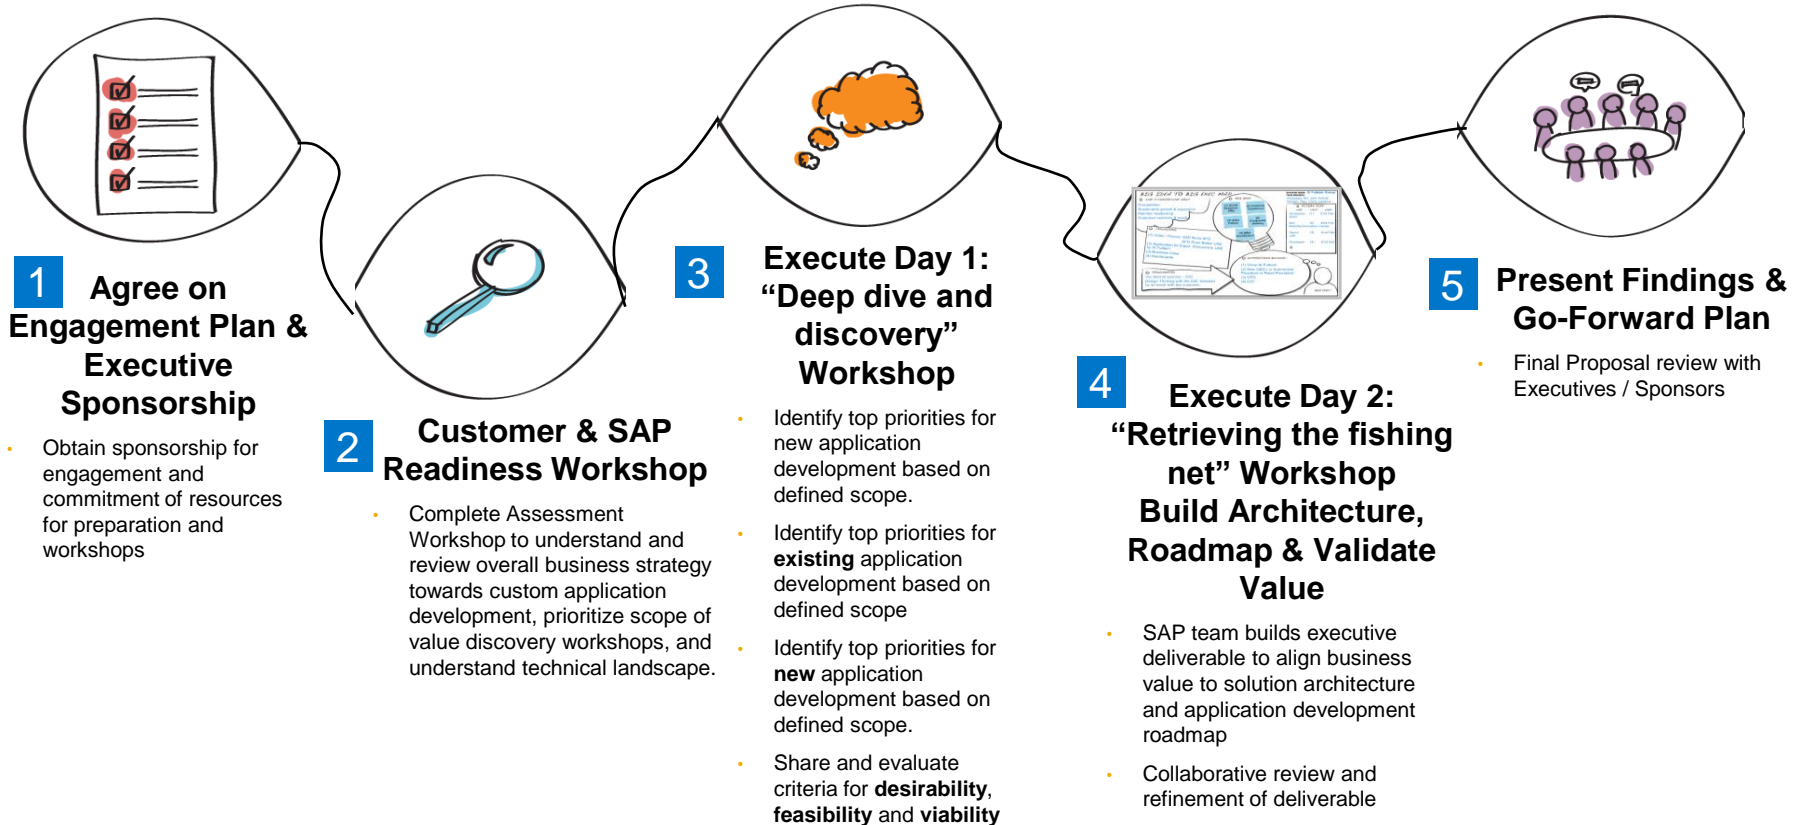 1
Agree on
Engagement Plan &
Executive
Sponsorship
• Obtain sponsorship for
engagement and
commitment of resources
for preparation and
workshops
2
Customer & SAP
Readiness Workshop
• Complete Assessment
Workshop to understand and
review overall business strategy
towards custom application
development, prioritize scope of
value discovery workshops, and
understand technical landscape.
3
Execute Day 1:
“Deep dive and
discovery”
Workshop
• Identify top priorities for
new application
development based on
defined scope.
• Identify top priorities for
existing application
development based on
defined scope
• Identify top priorities for
new application
development based on
defined scope.
• Share and evaluate
criteria for desirability,
feasibility and viability
BIG IDEA TO BIG EXEC MAP
4
Execute Day 2:
“Retrieving the fishing
net” Workshop
Build Architecture,
Roadmap & Validate
Value
• SAP team builds executive
deliverable to align business
value to solution architecture
and application development
roadmap
• Collaborative review and
refinement of deliverable
5
Present Findings &
Go-Forward Plan
• Final Proposal review with
Executives / Sponsors